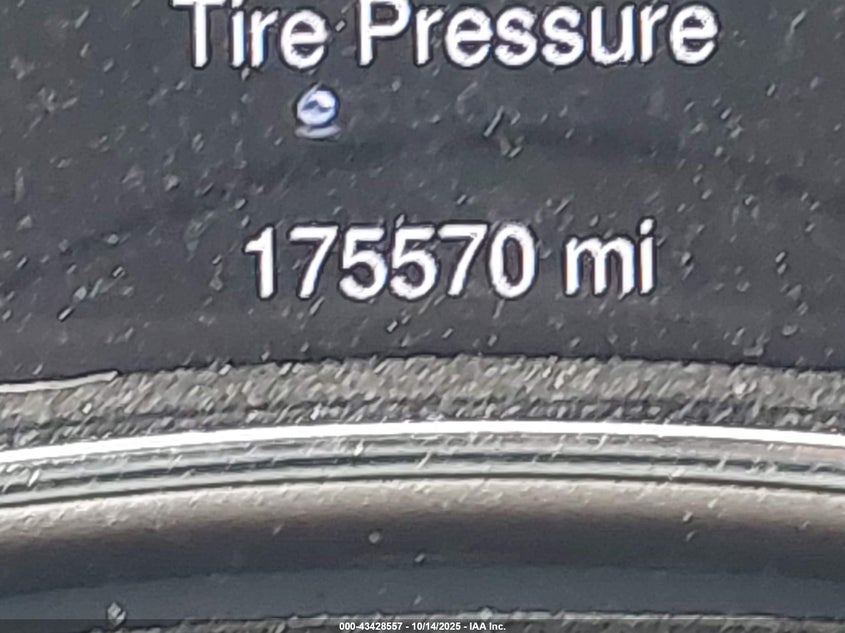 Tire Pressure
175570 mi
000-43428557 - 10/14/2025 - IAA Inc.